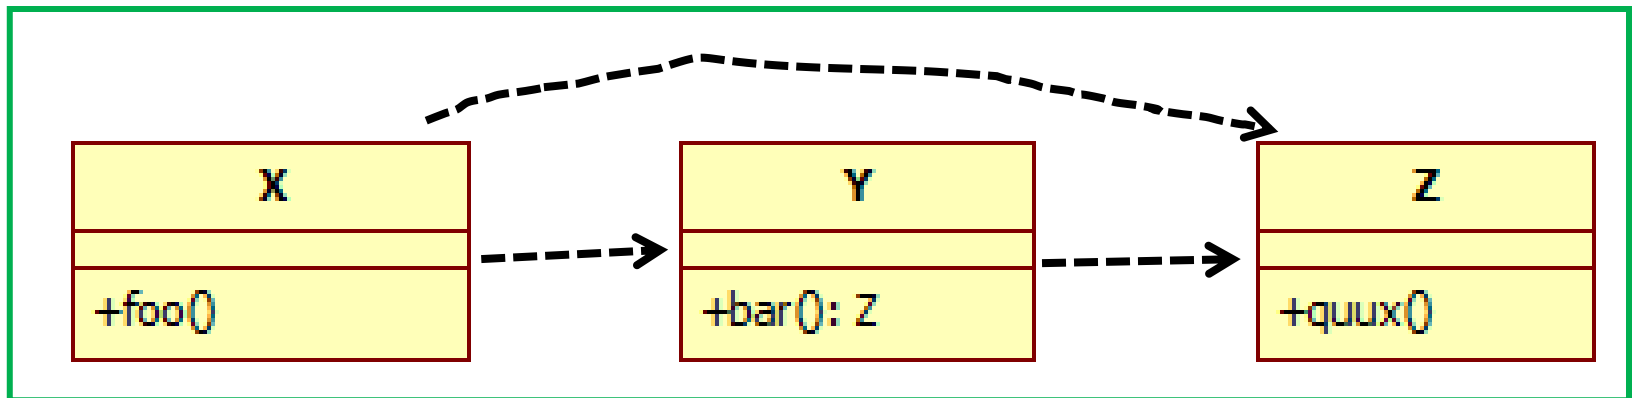 X
+foo()
Y
+bar(): Z
Z
+quux()